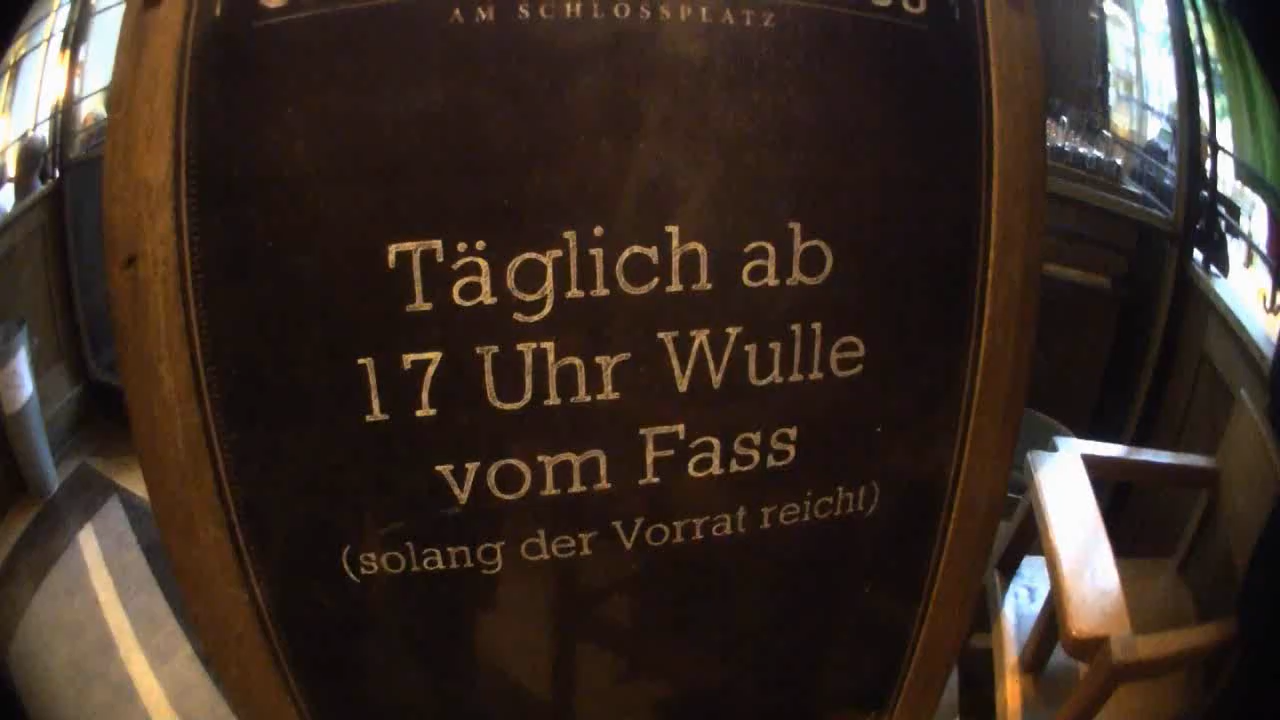 AM SCHLOSSPLATZ
Täglich ab
17 Uhr Wulle
vom Fass
(solang der Vorrat reicht)